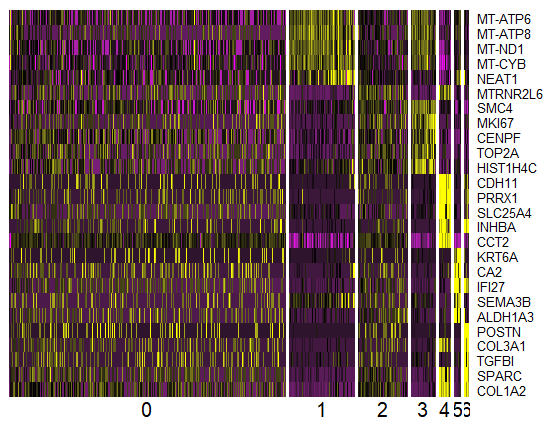 MT-ATP6
MT-ATP8
MT-ND1
MT-CYB
NEAT1
MTRNR2L6
SMC4
MKI67
CENPF
TOP2A
HIST1H4C
CDH11
PRRX1
SLC25A4
INHBA
CCT2
KRT6A
CA2
IFI27
SEMA3B
ALDH1A3
POSTN
COL3A1
TGFBI
SPARC
COL1A2
0 1 2 3 4 5